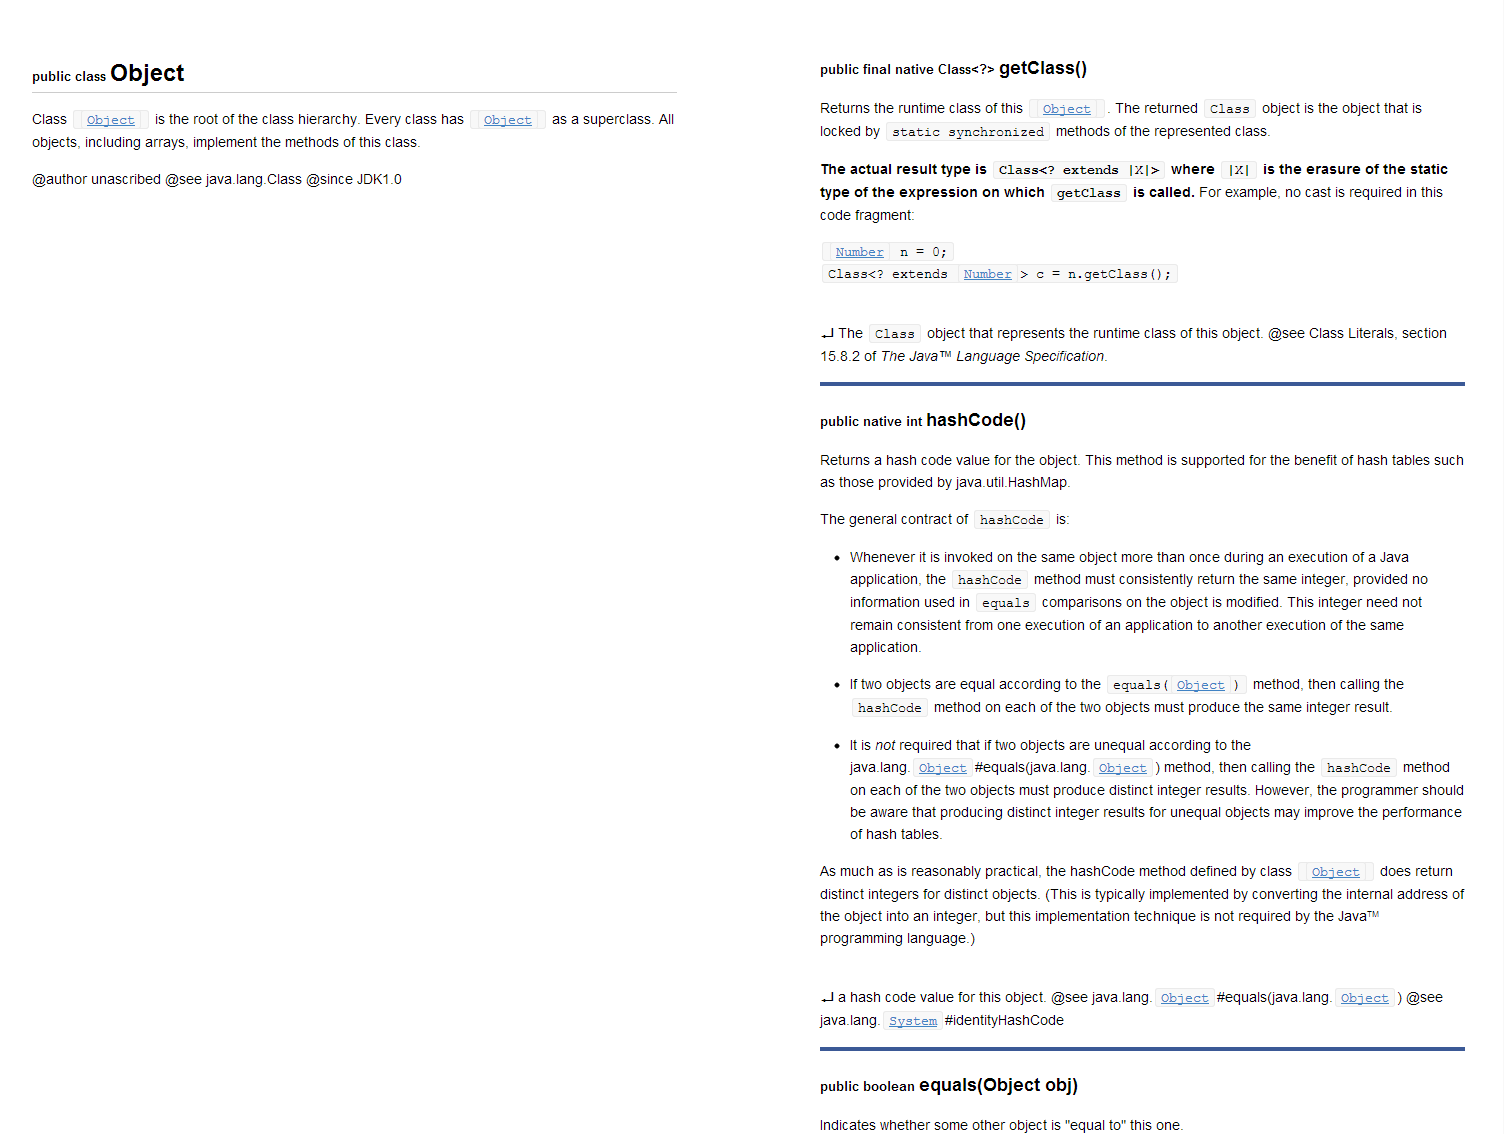 public class Object
Class Object is the root of the class hierarchy. Every class has Object as a superclass. All
objects, including arrays, implement the methods of this class.
@author unascribed @see java.lang.Class @since JDK1.0
public final native Class<?> getClass()
Returns the runtime class of this Object . The returned Class object is the object that is
locked by static synchronized methods of the represented class.
The actual result type is Class<? extends |X|> where |X| is the erasure of the static
type of the expression on which getClass is called. For example, no cast is required in this
code fragment:
Number n = 0;
Class<? extends Number > c = n.getClass();
↵ The Class object that represents the runtime class of this object. @see Class Literals, section
15.8.2 of The Java™ Language Specification.
public native int hashCode()
Returns a hash code value for the object. This method is supported for the benefit of hash tables such
as those provided by java.util.HashMap.
The general contract of hashCode is:
• Whenever it is invoked on the same object more than once during an execution of a Java
application, the hashCode method must consistently return the same integer, provided no
information used in equals comparisons on the object is modified. This integer need not
remain consistent from one execution of an application to another execution of the same
application.
• If two objects are equal according to the equals( Object ) method, then calling the
hashCode method on each of the two objects must produce the same integer result.
• It is not required that if two objects are unequal according to the
java.lang. Object #equals(java.lang. Object ) method, then calling the hashCode method
on each of the two objects must produce distinct integer results. However, the programmer should
be aware that producing distinct integer results for unequal objects may improve the performance
of hash tables.
As much as is reasonably practical, the hashCode method defined by class Object does return
distinct integers for distinct objects. (This is typically implemented by converting the internal address of
the object into an integer, but this implementation technique is not required by the Java™
programming language.)
↵ a hash code value for this object. @see java.lang. Object #equals(java.lang. Object ) @see
java.lang. System #identityHashCode
public boolean equals(Object obj)
Indicates whether some other object is "equal to" this one.